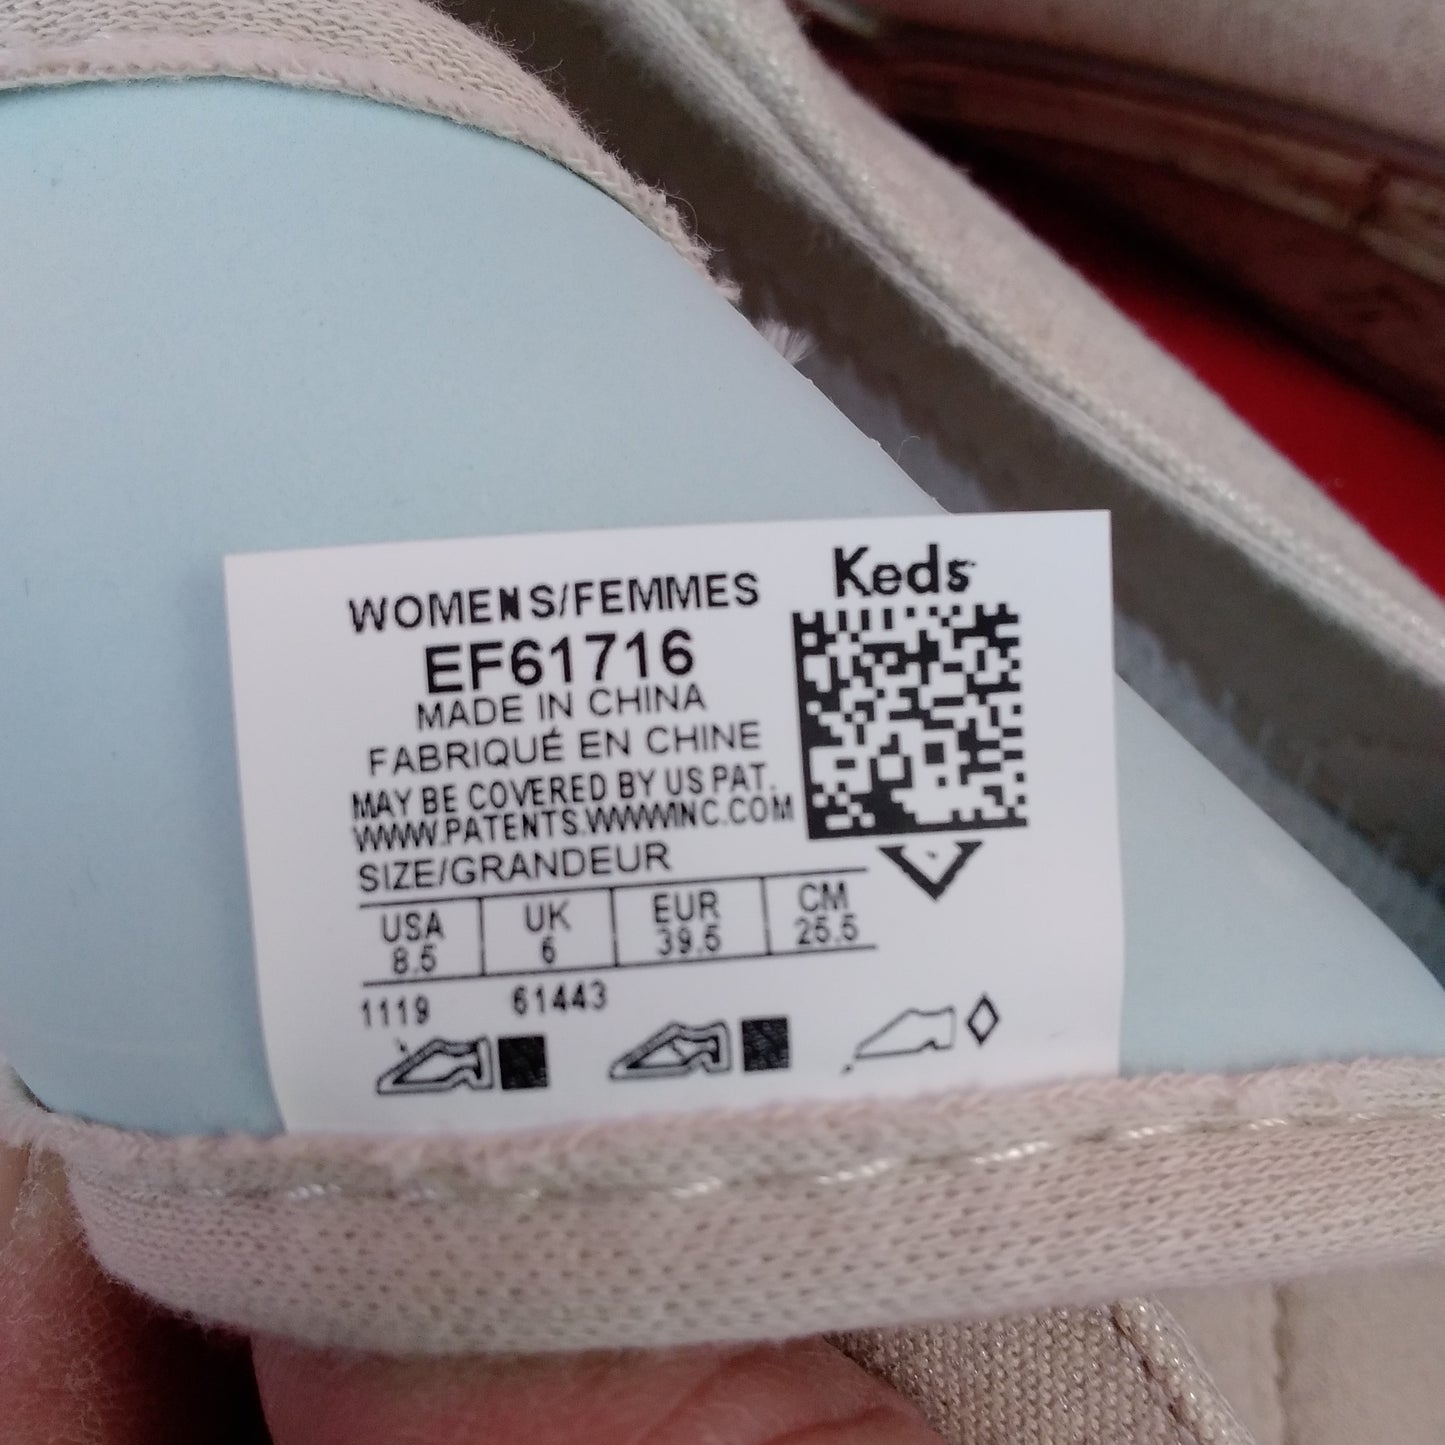 Keds
WOMENS/FEMMES
EF61716
MADE IN CHINA
FABRIQUÉ EN CHINE
MAY BE COVERED BY US PAT.
WWW.PATENTS.WWWINC.COM
SIZE/GRANDEUR
USA UK EUR CM
8.5 6 39.5 25.5
1119 61443